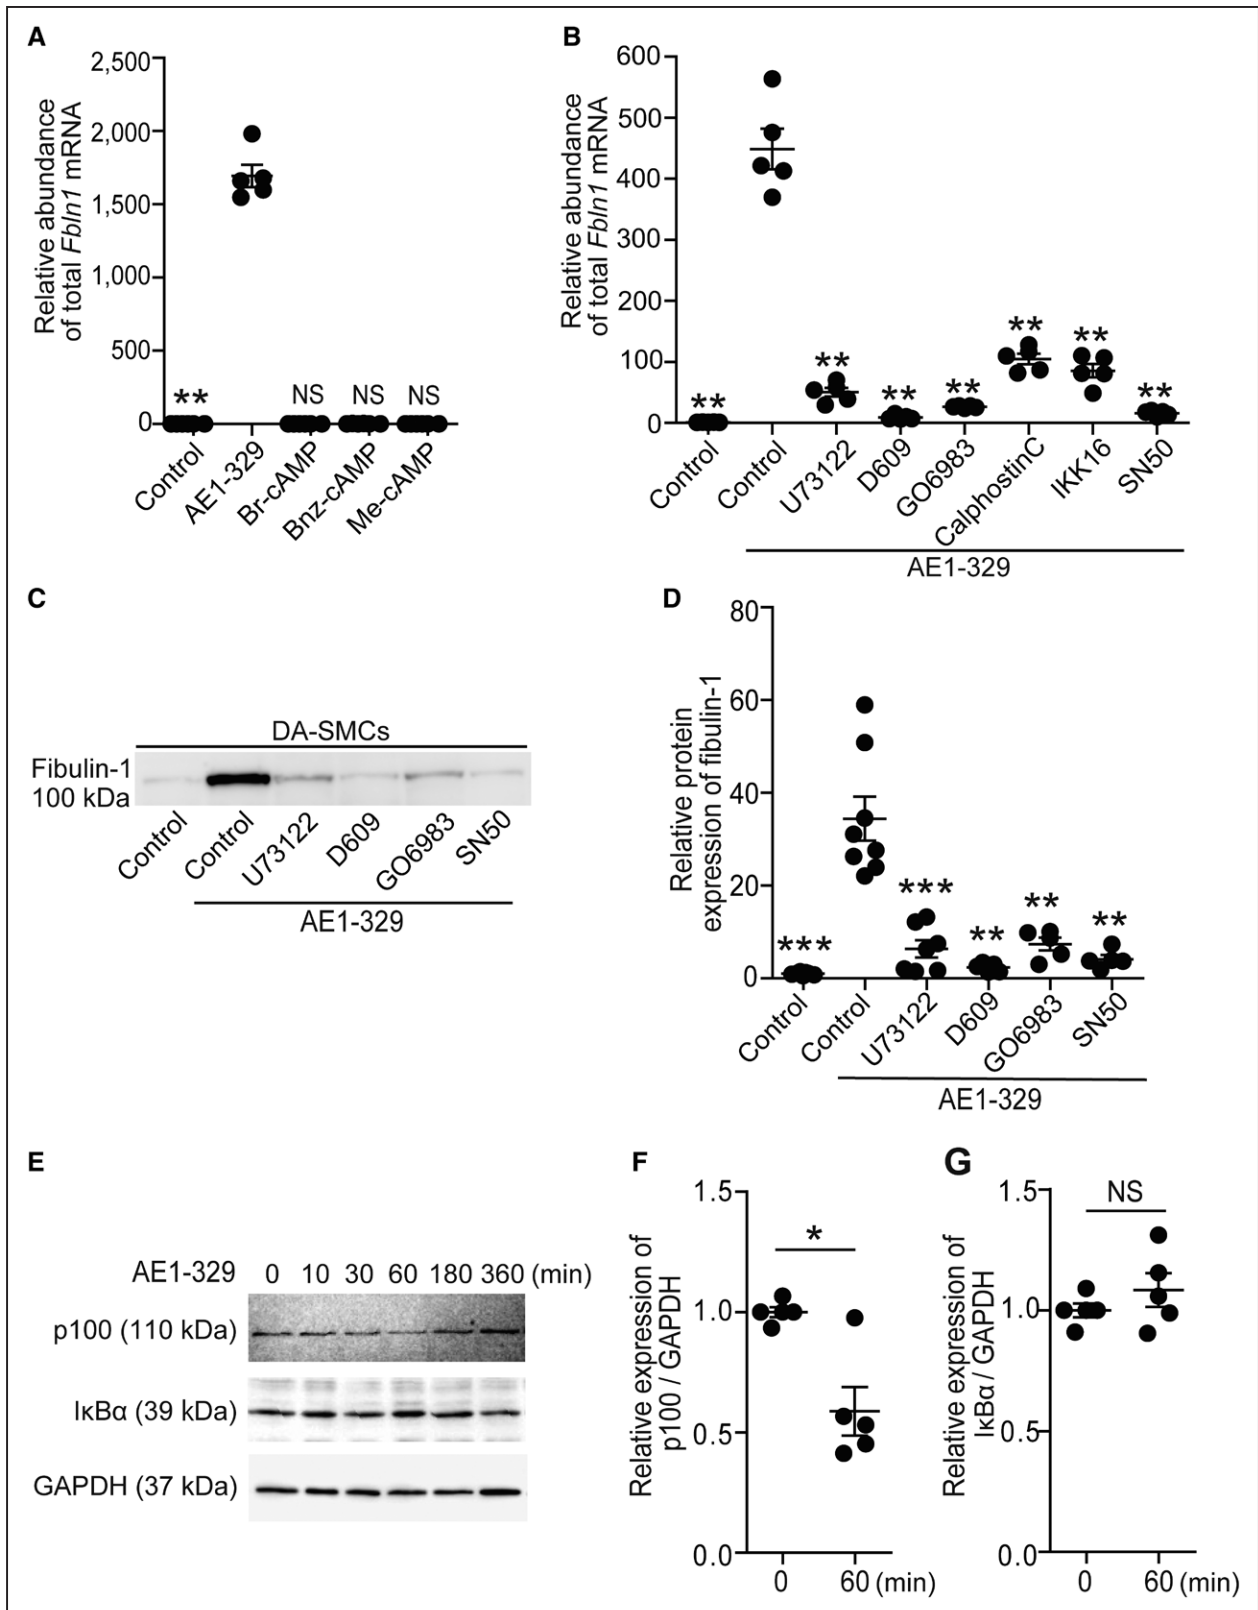 A
Relative abundance
of total Fbln1 mRNA
2,500
2,000
1,500
1,000
500
0
**
NS
NS
NS
Control
AE1-329
Br-cAMP
Bnz-cAMP
Me-cAMP
B
Relative abundance
of total Fbln1 mRNA
600
500
400
300
200
100
0
**
**
**
**
**
**
**
Control
Control
U73122
D609
GO6983
CalphostinC
IKK16
SN50
AE1-329
C
DA-SMCs
Fibulin-1
100 kDa
Control
Control
U73122
D609
GO6983
SN50
AE1-329
D
Relative protein
expression of fibulin-1
80
60
40
20
0
***
***
**
**
**
Control
Control
U73122
D609
GO6983
SN50
AE1-329
E
AE1-329 0 10 30 60 180 360 (min)
p100 (110 kDa)
IκBα (39 kDa)
GAPDH (37 kDa)
F
Relative expression of
p100 / GAPDH
1.5
1.0
0.5
0.0
*
0 60 (min)
G
Relative expression of
IκBα / GAPDH
1.5
1.0
0.5
0.0
NS
0 60 (min)